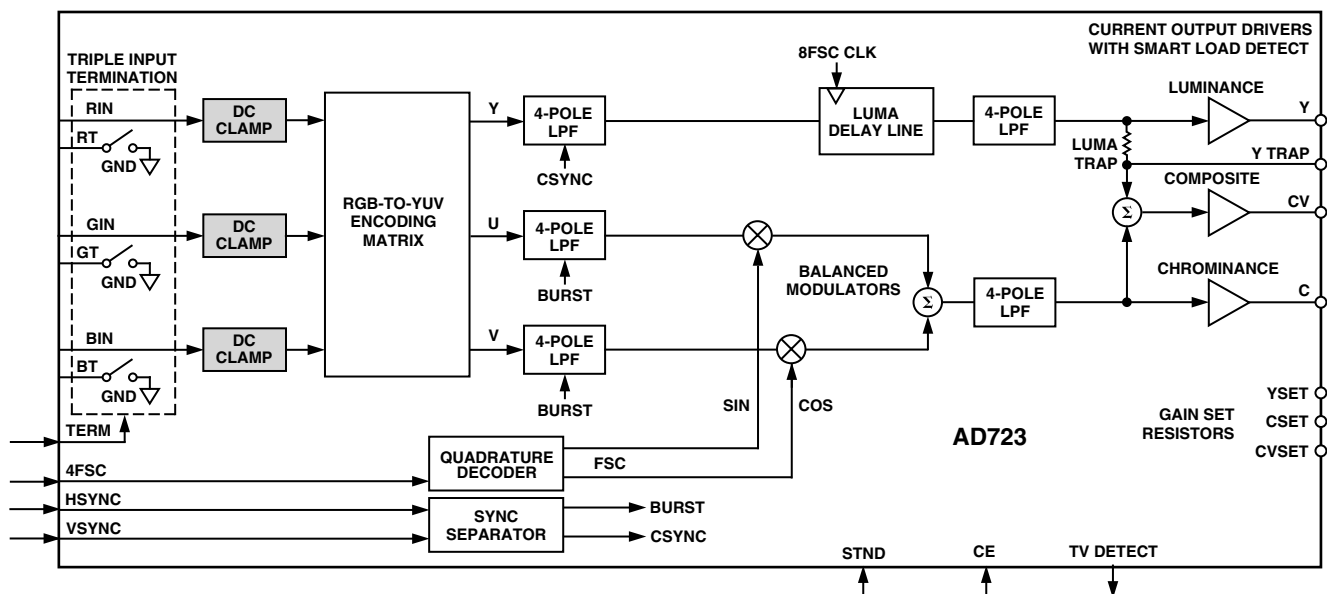 CURRENT OUTPUT DRIVERS
WITH SMART LOAD DETECT
TRIPLE INPUT
TERMINATION
8FSC CLK
RIN
DC
CLAMP
Y
4-POLE
LPF
LUMA
DELAY LINE
4-POLE
LPF
LUMINANCE
Y
RT
GND
CSYNC
LUMA
TRAP
Y TRAP
RGB-TO-YUV
ENCODING
MATRIX
GIN
DC
CLAMP
U
4-POLE
LPF
COMPOSITE
Σ
CV
GT
GND
BURST
BALANCED
MODULATORS
Σ
4-POLE
LPF
CHROMINANCE
C
BIN
DC
CLAMP
V
4-POLE
LPF
BT
GND
BURST
SIN
COS
YSET
GAIN SET
RESISTORS
CSET
CVSET
AD723
TERM
4FSC
QUADRATURE
DECODER
FSC
HSYNC
VSYNC
SYNC
SEPARATOR
BURST
CSYNC
STND
CE
TV DETECT